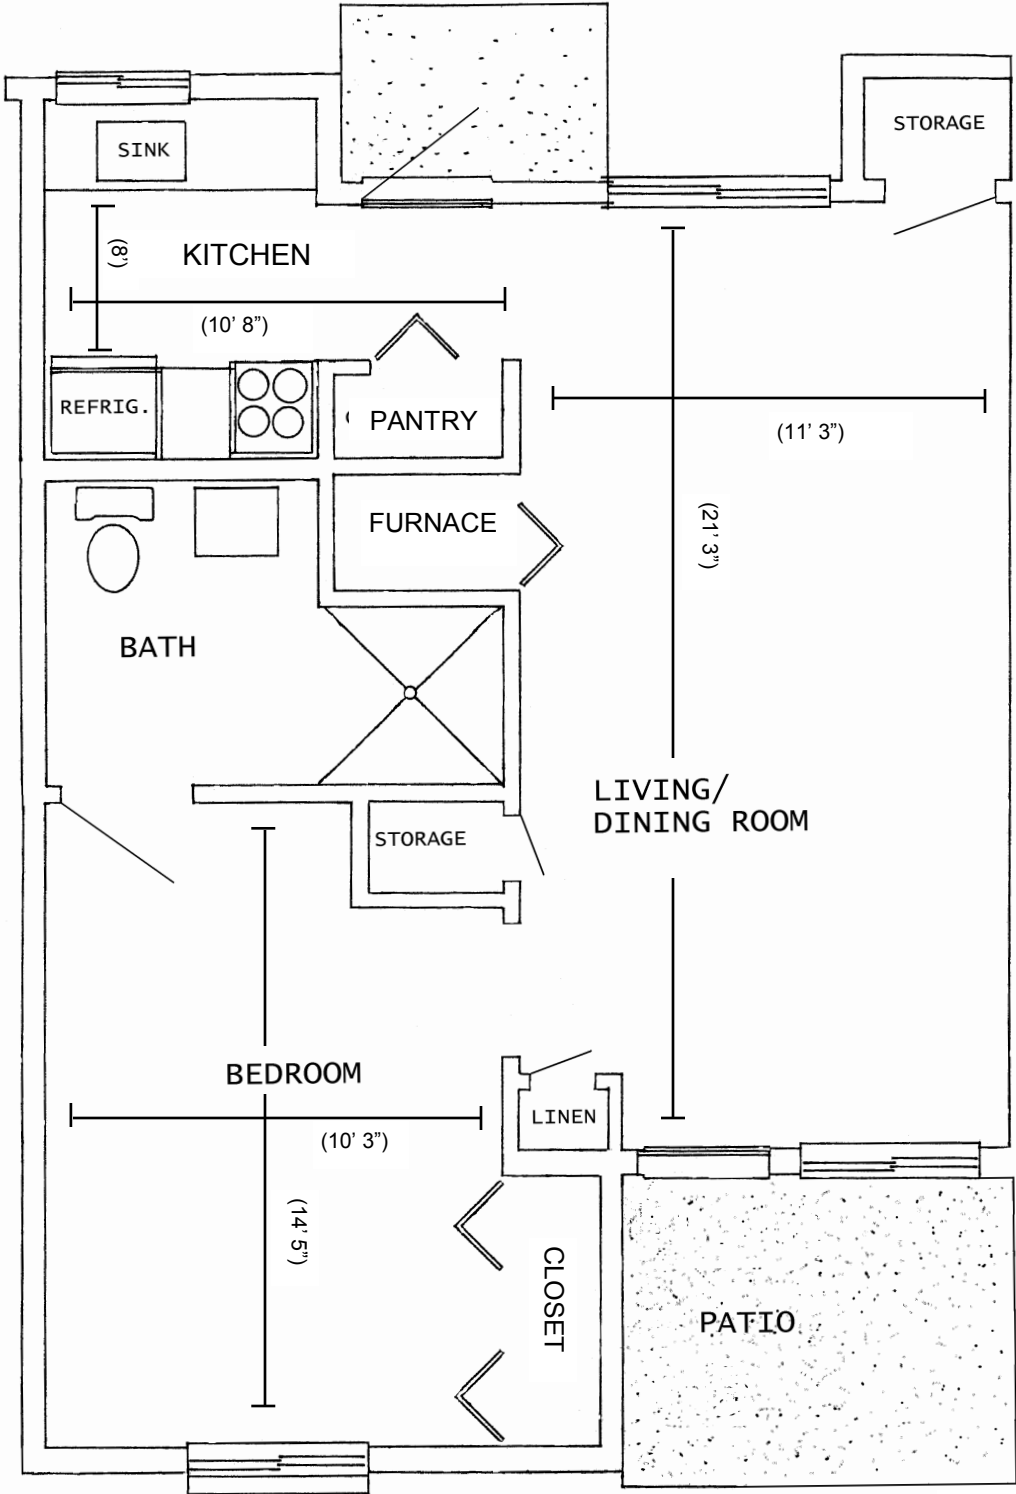 STORAGE
SINK
KITCHEN
(8')
(10' 8”)
REFRIG.
PANTRY
(11' 3”)
FURNACE
(21' 3”)
BATH
LIVING/
DINING ROOM
STORAGE
BEDROOM
LINEN
(10' 3”)
(14' 5”)
CLOSET
PATIO